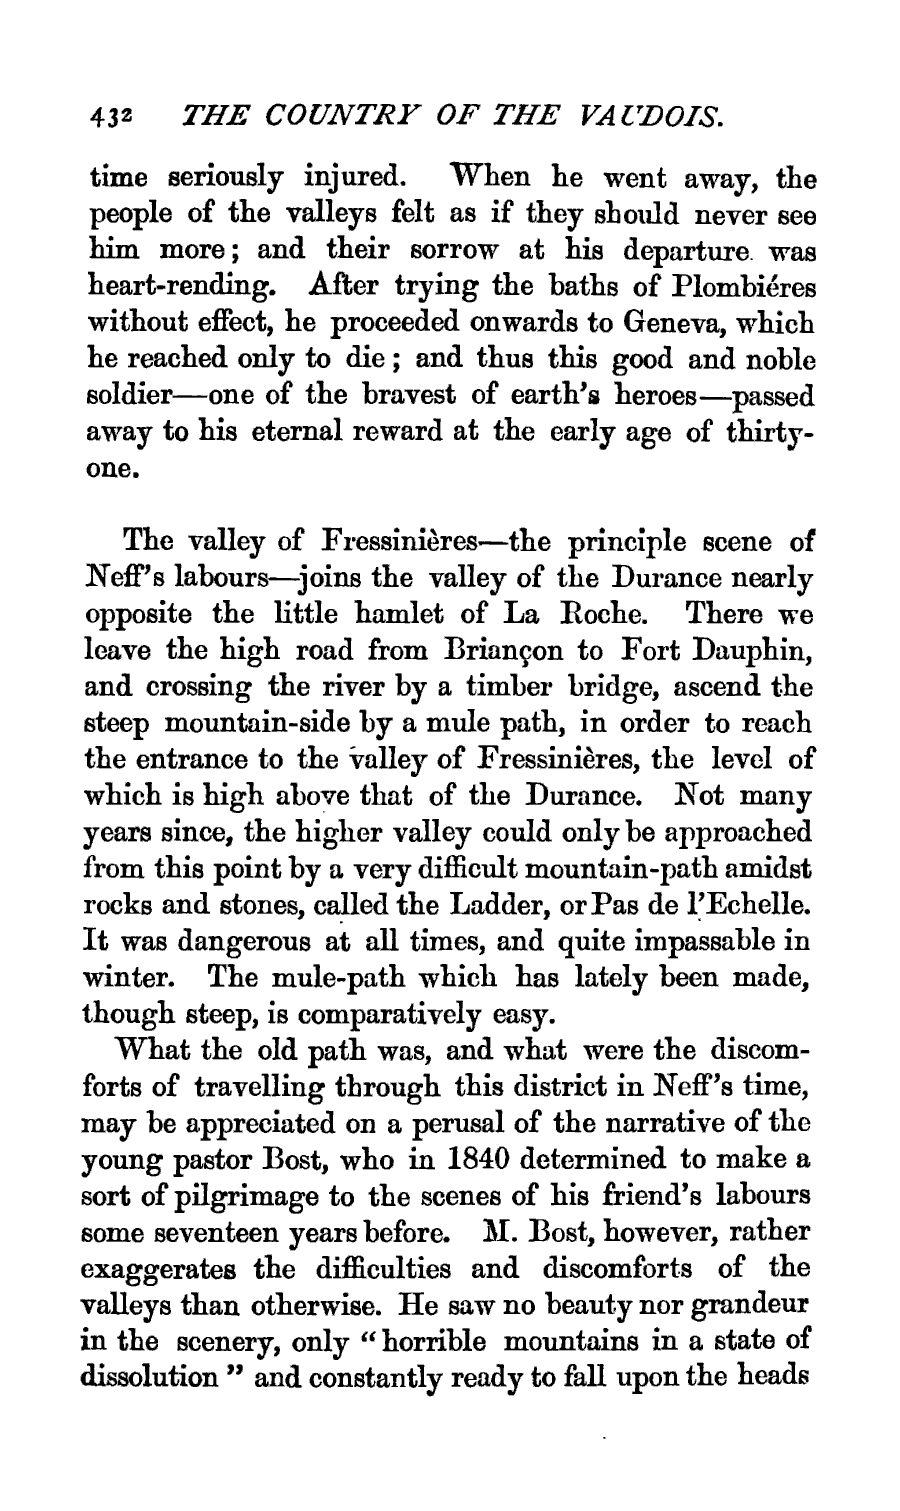 432 THE COUNTRY OF THE VAUDOIS.
time seriously injured. When he went away, the
people of the valleys felt as if they should never see
him more; and their sorrow at his departure was
heart-rending. After trying the baths of Plombiéres
without effect, he proceeded onwards to Geneva, which
he reached only to die; and thus this good and noble
soldier—one of the bravest of earth's heroes—passed
away to his eternal reward at the early age of thirty-
one.
The valley of Fressinières—the principle scene of
Neff's labours—joins the valley of the Durance nearly
opposite the little hamlet of La Roche. There we
leave the high road from Briançon to Fort Dauphin,
and crossing the river by a timber bridge, ascend the
steep mountain-side by a mule path, in order to reach
the entrance to the valley of Fressinières, the level of
which is high above that of the Durance. Not many
years since, the higher valley could only be approached
from this point by a very difficult mountain-path amidst
rocks and stones, called the Ladder, or Pas de l'Echelle.
It was dangerous at all times, and quite impassable in
winter. The mule-path which has lately been made,
though steep, is comparatively easy.
What the old path was, and what were the discom-
forts of travelling through this district in Neff's time,
may be appreciated on a perusal of the narrative of the
young pastor Bost, who in 1840 determined to make a
sort of pilgrimage to the scenes of his friend's labours
some seventeen years before. M. Bost, however, rather
exaggerates the difficulties and discomforts of the
valleys than otherwise. He saw no beauty nor grandeur
in the scenery, only "horrible mountains in a state of
dissolution" and constantly ready to fall upon the heads